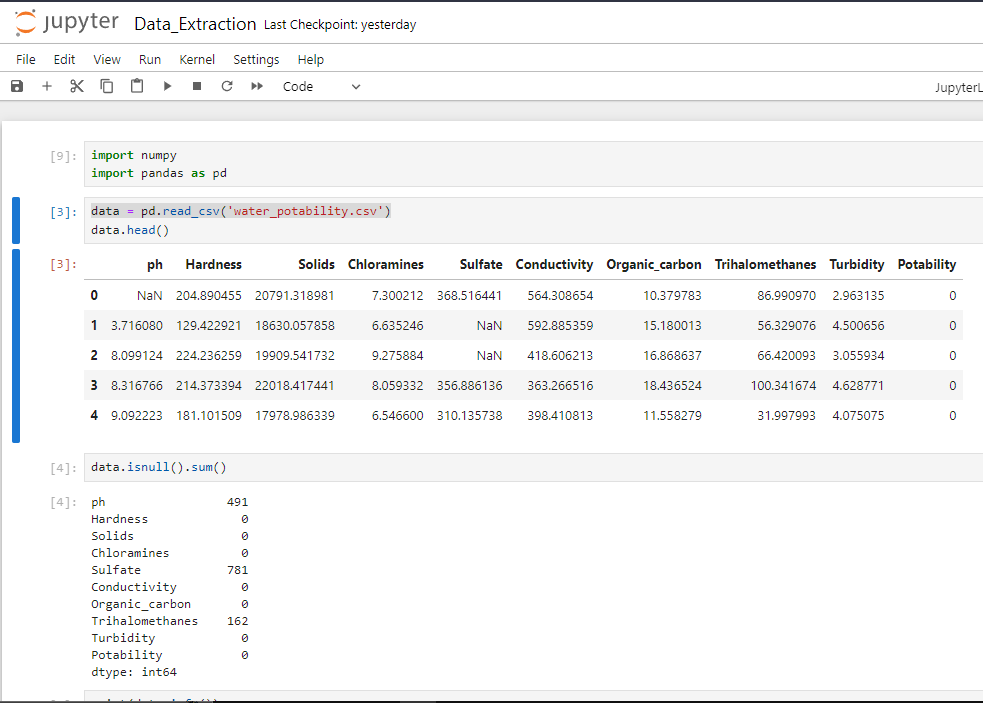 jupyter Data_Extraction Last Checkpoint: yesterday
File Edit View Run Kernel Settings Help
Code JupyterL
[9]: import numpy
import pandas as pd
[3]: data = pd.read_csv('water_potability.csv')
data.head()
[3]: ph Hardness Solids Chloramines Sulfate Conductivity Organic_carbon Trihalomethanes Turbidity Potability
0 NaN 204.890455 20791.318981 7.300212 368.516441 564.308654 10.379783 86.990970 2.963135 0
1 3.716080 129.422921 18630.057858 6.635246 NaN 592.885359 15.180013 56.329076 4.500656 0
2 8.099124 224.236259 19909.541732 9.275884 NaN 418.606213 16.868637 66.420093 3.055934 0
3 8.316766 214.373394 22018.417441 8.059332 356.886136 363.266516 18.436524 100.341674 4.628771 0
4 9.092223 181.101509 17978.986339 6.546600 310.135738 398.410813 11.558279 31.997993 4.075075 0
[4]: data.isnull().sum()
[4]: ph 491
Hardness 0
Solids 0
Chloramines 0
Sulfate 781
Conductivity 0
Organic_carbon 0
Trihalomethanes 162
Turbidity 0
Potability 0
dtype: int64